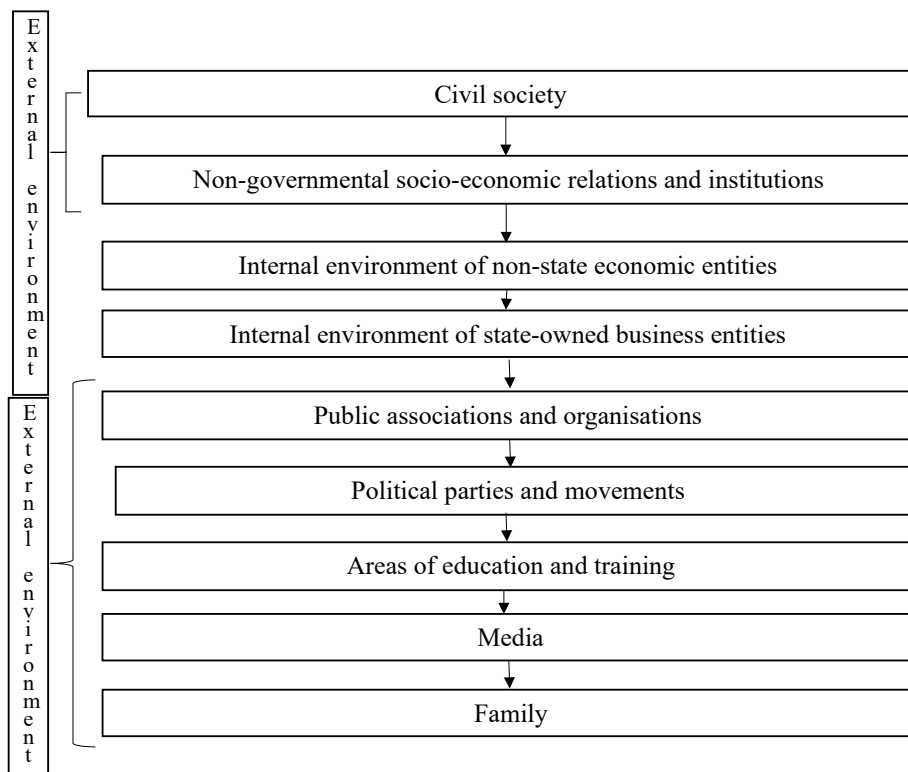 External environment
Civil society
Non-governmental socio-economic relations and institutions
Internal environment of non-state economic entities
Internal environment of state-owned business entities
External environment
Public associations and organisations
Political parties and movements
Areas of education and training
Media
Family